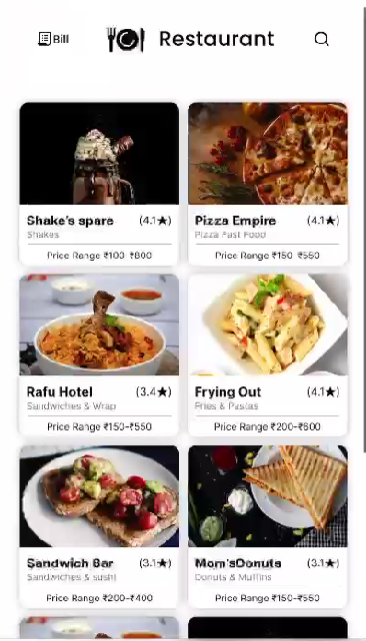 Bill
Restaurant
Shake's spare (4.1★)
Shakes
Price Range ₹100-₹800
Pizza Empire (4.1★)
Pizza Fast Food
Price Range ₹150-₹550
Rafu Hotel (3.4★)
Sandwiches & Wrap
Price Range ₹150-₹550
Frying Out (4.1★)
Fries & Pastas
Price Range ₹200-₹600
Sandwich Bar (3.1★)
Sandwiches & sushi
Price Range ₹200-₹400
Mom'sDonuts (3.1★)
Donuts & Muffins
Price Range ₹150-₹550